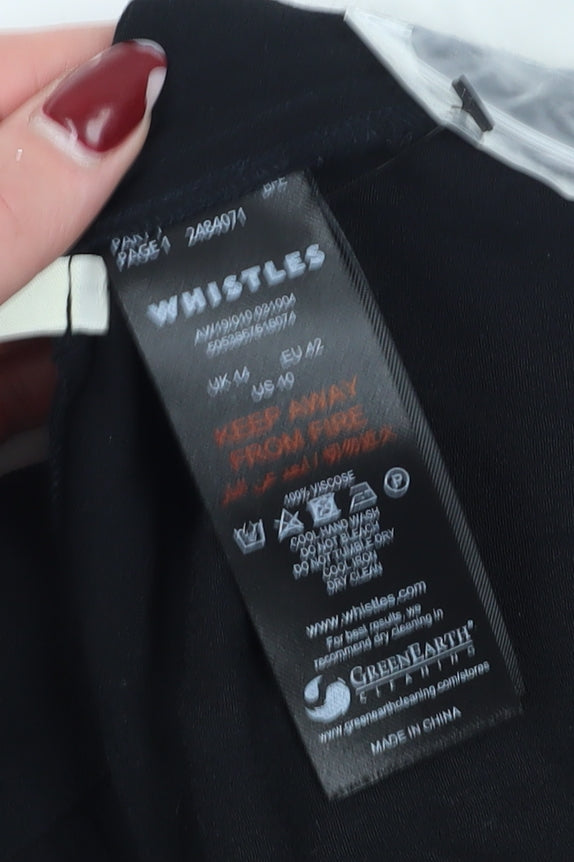 PAGE1 2484071
WHISTLES
UK 14 EU 42
US 10
KEEP AWAY
FROM FIRE
100% VISCOSE
P
COOL HAND WASH
DO NOT BLEACH
DO NOT TUMBLE DRY
COOL IRON
DRY CLEAN
www.whistles.com
For best results, we
recommend dry cleaning in
GREENEARTH
CLEANING
www.greenearthcleaning.com/stores
MADE IN CHINA